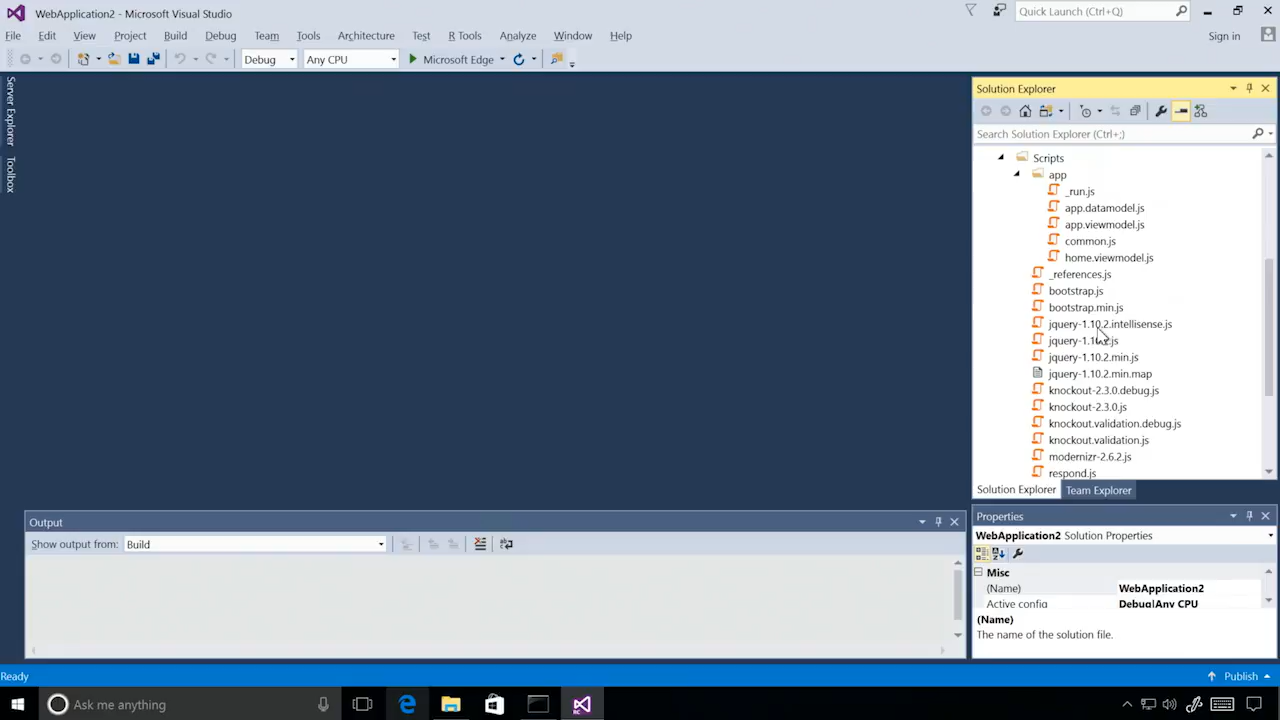 WebApplication2 - Microsoft Visual Studio
Quick Launch (Ctrl+Q)
File Edit View Project Build Debug Team Tools Architecture Test R Tools Analyze Window Help
Sign in
Debug Any CPU Microsoft Edge
Server Explorer
Toolbox
Solution Explorer
Search Solution Explorer (Ctrl+;)
Scripts
app
_run.js
app.datamodel.js
app.viewmodel.js
common.js
home.viewmodel.js
_references.js
bootstrap.js
bootstrap.min.js
jquery-1.10.2.intellisense.js
jquery-1.10.2.js
jquery-1.10.2.min.js
jquery-1.10.2.min.map
knockout-2.3.0.debug.js
knockout-2.3.0.js
knockout.validation.debug.js
knockout.validation.js
modernizr-2.6.2.js
respond.js
Solution Explorer Team Explorer
Output
Show output from: Build
Properties
WebApplication2 Solution Properties
Misc
(Name) WebApplication2
Active config Debug|Any CPU
(Name)
The name of the solution file.
Ready
Publish
Ask me anything